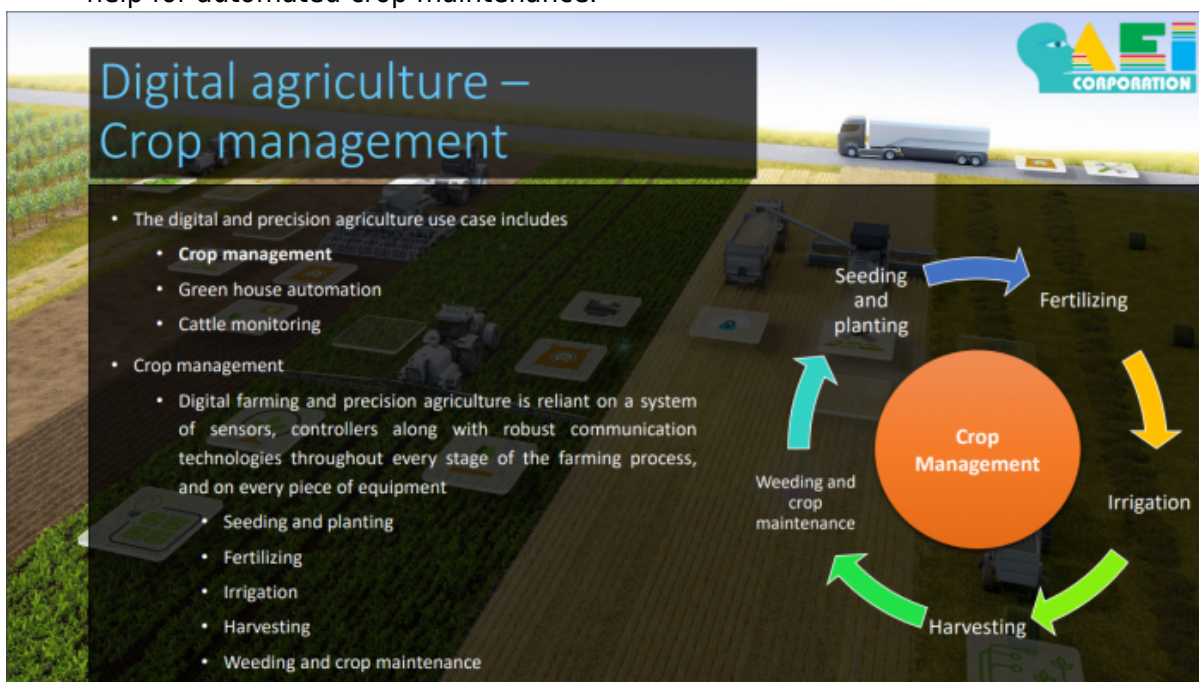 help for automated crop maintenance.
AEi
CORPORATION
Digital agriculture –
Crop management
• The digital and precision agriculture use case includes
• Crop management
• Green house automation
• Cattle monitoring
• Crop management
• Digital farming and precision agriculture is reliant on a system
of sensors, controllers along with robust communication
technologies throughout every stage of the farming process,
and on every piece of equipment
• Seeding and planting
• Fertilizing
• Irrigation
• Harvesting
• Weeding and crop maintenance
Seeding
and
planting
Fertilizing
Irrigation
Harvesting
Weeding and
crop
maintenance
Crop
Management